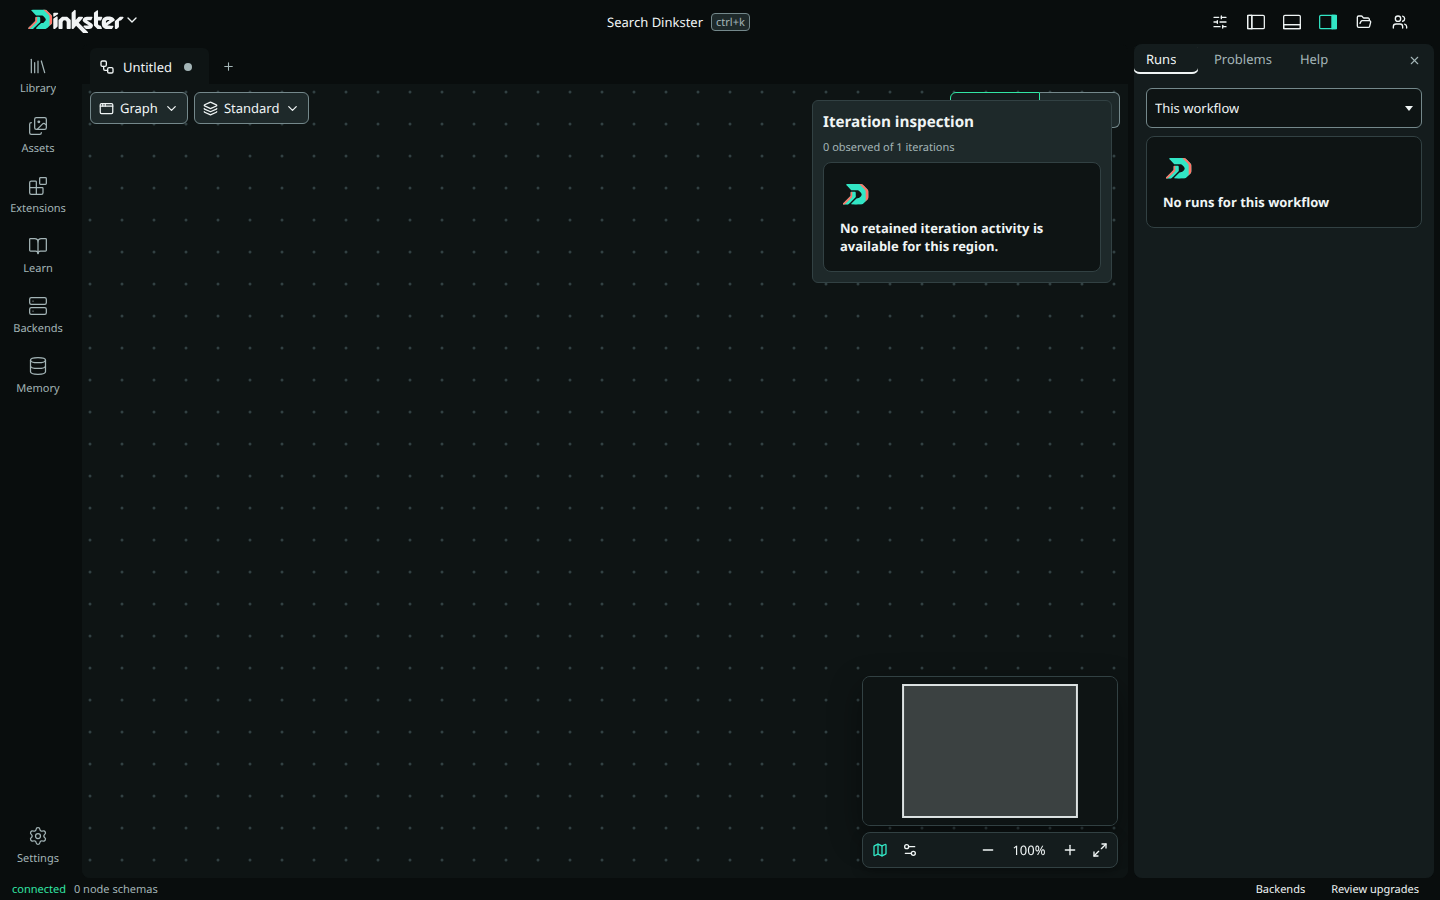 Dinkster
Search Dinkster ctrl+k
Library
Assets
Extensions
Learn
Backends
Memory
Settings
Untitled
Graph
Standard
Iteration inspection
0 observed of 1 iterations
No retained iteration activity is
available for this region.
100%
Runs Problems Help
This workflow
No runs for this workflow
connected 0 node schemas
Backends Review upgrades